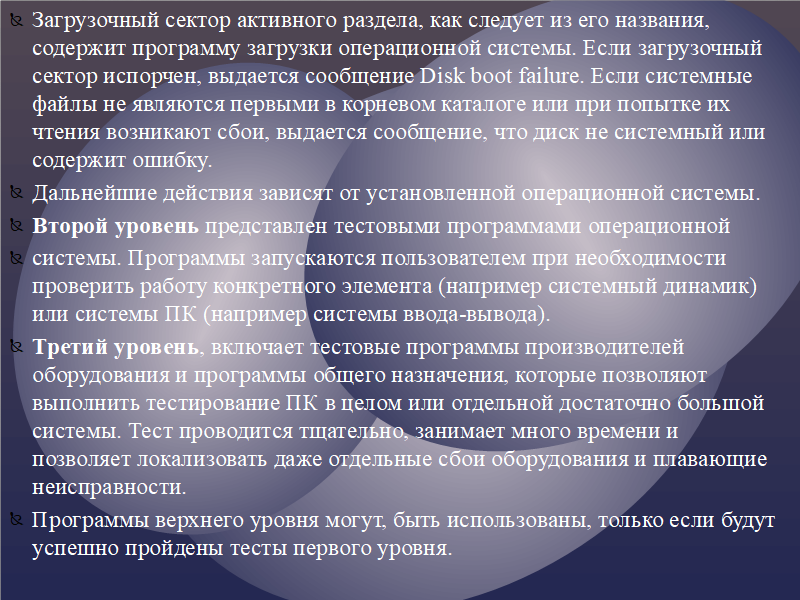 Загрузочный сектор активного раздела, как следует из его названия,
содержит программу загрузки операционной системы. Если загрузочный
сектор испорчен, выдается сообщение Disk boot failure. Если системные
файлы не являются первыми в корневом каталоге или при попытке их
чтения возникают сбои, выдается сообщение, что диск не системный или
содержит ошибку.
Дальнейшие действия зависят от установленной операционной системы.
Второй уровень представлен тестовыми программами операционной
системы. Программы запускаются пользователем при необходимости
проверить работу конкретного элемента (например системный динамик)
или системы ПК (например системы ввода-вывода).
Третий уровень, включает тестовые программы производителей
оборудования и программы общего назначения, которые позволяют
выполнить тестирование ПК в целом или отдельной достаточно большой
системы. Тест проводится тщательно, занимает много времени и
позволяет локализовать даже отдельные сбои оборудования и плавающие
неисправности.
Программы верхнего уровня могут, быть использованы, только если будут
успешно пройдены тесты первого уровня.